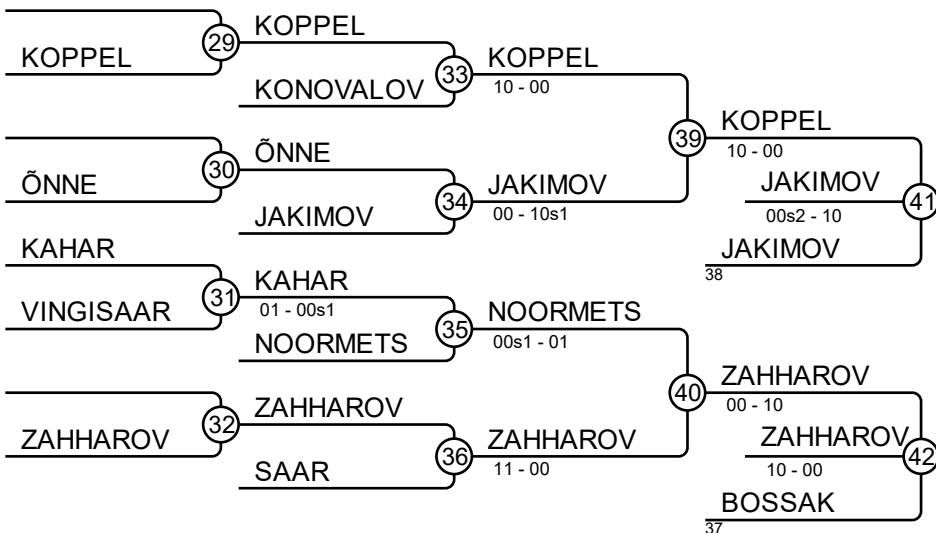 KOPPEL
29
KOPPEL
KONOVALOV
33
KOPPEL
10 - 00
ÕNNE
30
ÕNNE
JAKIMOV
34
JAKIMOV
00 - 10s1
39
KOPPEL
10 - 00
JAKIMOV
00s2 - 10
41
JAKIMOV
38
KAHAR
VINGISAAR
31
KAHAR
01 - 00s1
NOORMETS
35
NOORMETS
00s1 - 01
ZAHHAROV
32
ZAHHAROV
SAAR
36
ZAHHAROV
11 - 00
40
ZAHHAROV
00 - 10
ZAHHAROV
10 - 00
42
BOSSAK
37